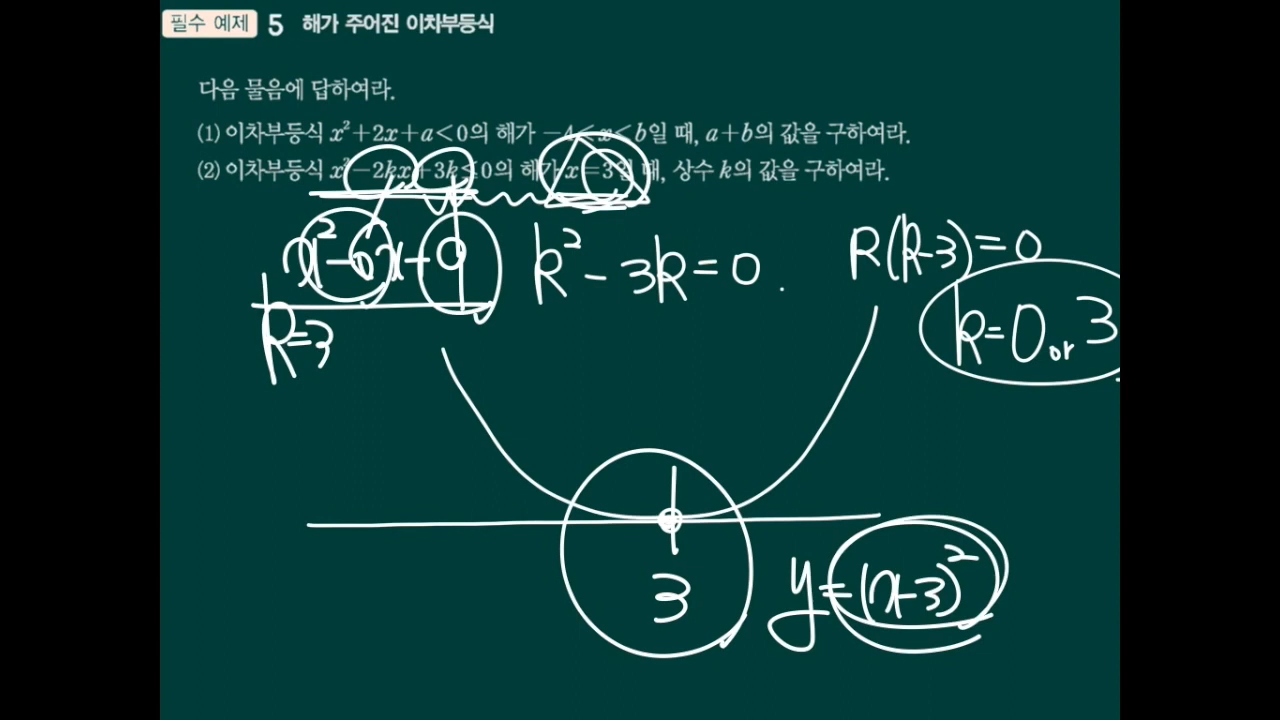 필수 예제 5 해가 주어진 이차부등식
다음 물음에 답하여라.
(1) 이차부등식 x²+2x+a<0의 해가 -4<x<b일 때, a+b의 값을 구하여라.
(2) 이차부등식 x²-2kx+3k≤0의 해가 x=3일 때, 상수 k의 값을 구하여라.
x²-6x+9
k²-3k=0
k(k-3)=0
k=3
k=0 or 3
3
y=(x-3)²